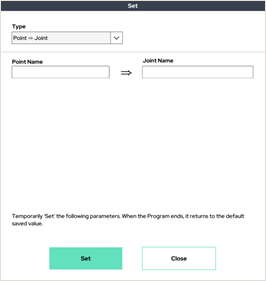 Set
Type
Point ⇒ Joint
Point Name
Joint Name
⇒
Temporarily 'Set' the following parameters. When the Program ends, it returns to the default
saved value.
Set
Close